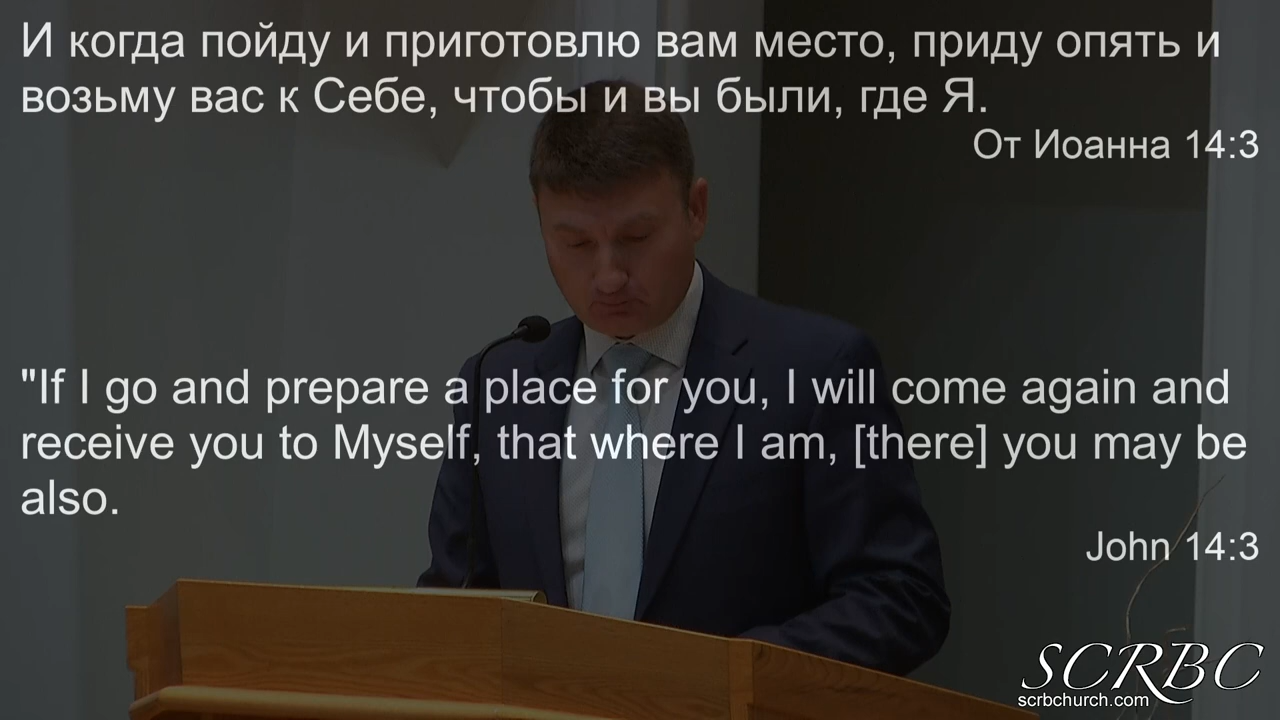 И когда пойду и приготовлю вам место, приду опять и
возьму вас к Себе, чтобы и вы были, где Я.
От Иоанна 14:3
"If I go and prepare a place for you, I will come again and
receive you to Myself, that where I am, [there] you may be
also.
John 14:3
SCRBC
scrbchurch.com